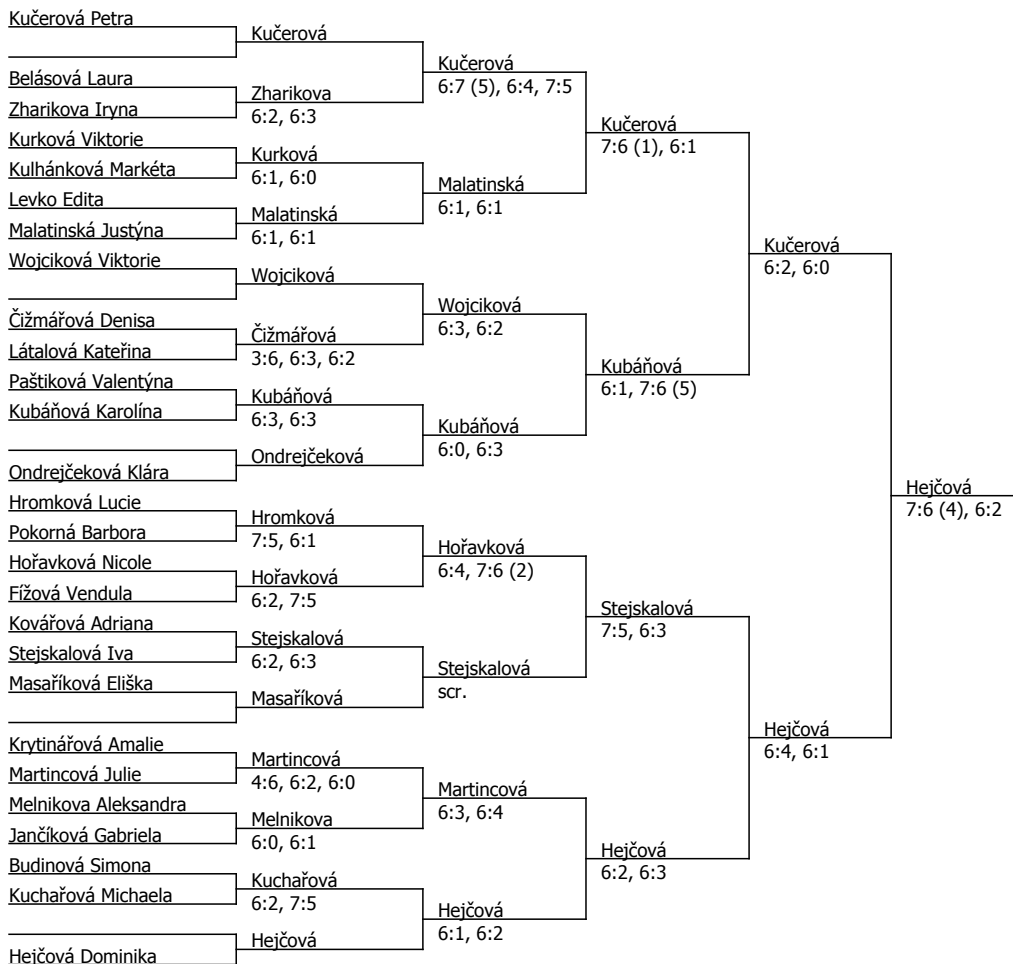 Kučerová Petra
Kučerová
Kučerová
6:7 (5), 6:4, 7:5
Belásová Laura
Zharikova
Zharikova Iryna
6:2, 6:3
Kučerová
7:6 (1), 6:1
Kurková Viktorie
Kurková
Kulhánková Markéta
6:1, 6:0
Malatinská
6:1, 6:1
Levko Edita
Malatinská
Malatinská Justýna
6:1, 6:1
Kučerová
6:2, 6:0
Wojciková Viktorie
Wojciková
Wojciková
6:3, 6:2
Čižmářová Denisa
Čižmářová
Látalová Kateřina
3:6, 6:3, 6:2
Kubáňová
6:1, 7:6 (5)
Paštiková Valentýna
Kubáňová
Kubáňová Karolína
6:3, 6:3
Kubáňová
6:0, 6:3
Ondrejčeková
Ondrejčeková Klára
Hejčová
7:6 (4), 6:2
Hromková Lucie
Hromková
Pokorná Barbora
7:5, 6:1
Hořavková
6:4, 7:6 (2)
Hořavková Nicole
Hořavková
Fížová Vendula
6:2, 7:5
Stejskalová
7:5, 6:3
Kovářová Adriana
Stejskalová
Stejskalová Iva
6:2, 6:3
Stejskalová
scr.
Masaříková Eliška
Masaříková
Hejčová
6:4, 6:1
Krytinářová Amalie
Martincová
Martincová Julie
4:6, 6:2, 6:0
Martincová
6:3, 6:4
Melnikova Aleksandra
Melnikova
Jančíková Gabriela
6:0, 6:1
Hejčová
6:2, 6:3
Budinová Simona
Kuchařová
Kuchařová Michaela
6:2, 7:5
Hejčová
6:1, 6:2
Hejčová
Hejčová Dominika